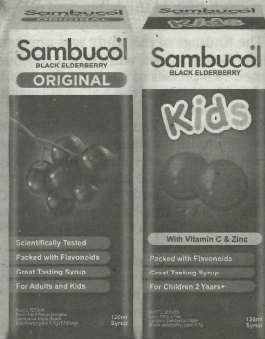 Sambucol
Sambucol
BLACK ELDERBERRY
ORIGINAL
Scientifically Tested
Packed with Flavonoids
Great Tasting Syrup
For Adults and Kids
120ml
Syrup
Sambucol
Sambucol
BLACK ELDERBERRY
Kids
With Vitamin C & Zinc
Packed with Flavonoids
Great Tasting Syrup
For Children 2 Years+
120ml
Syrup